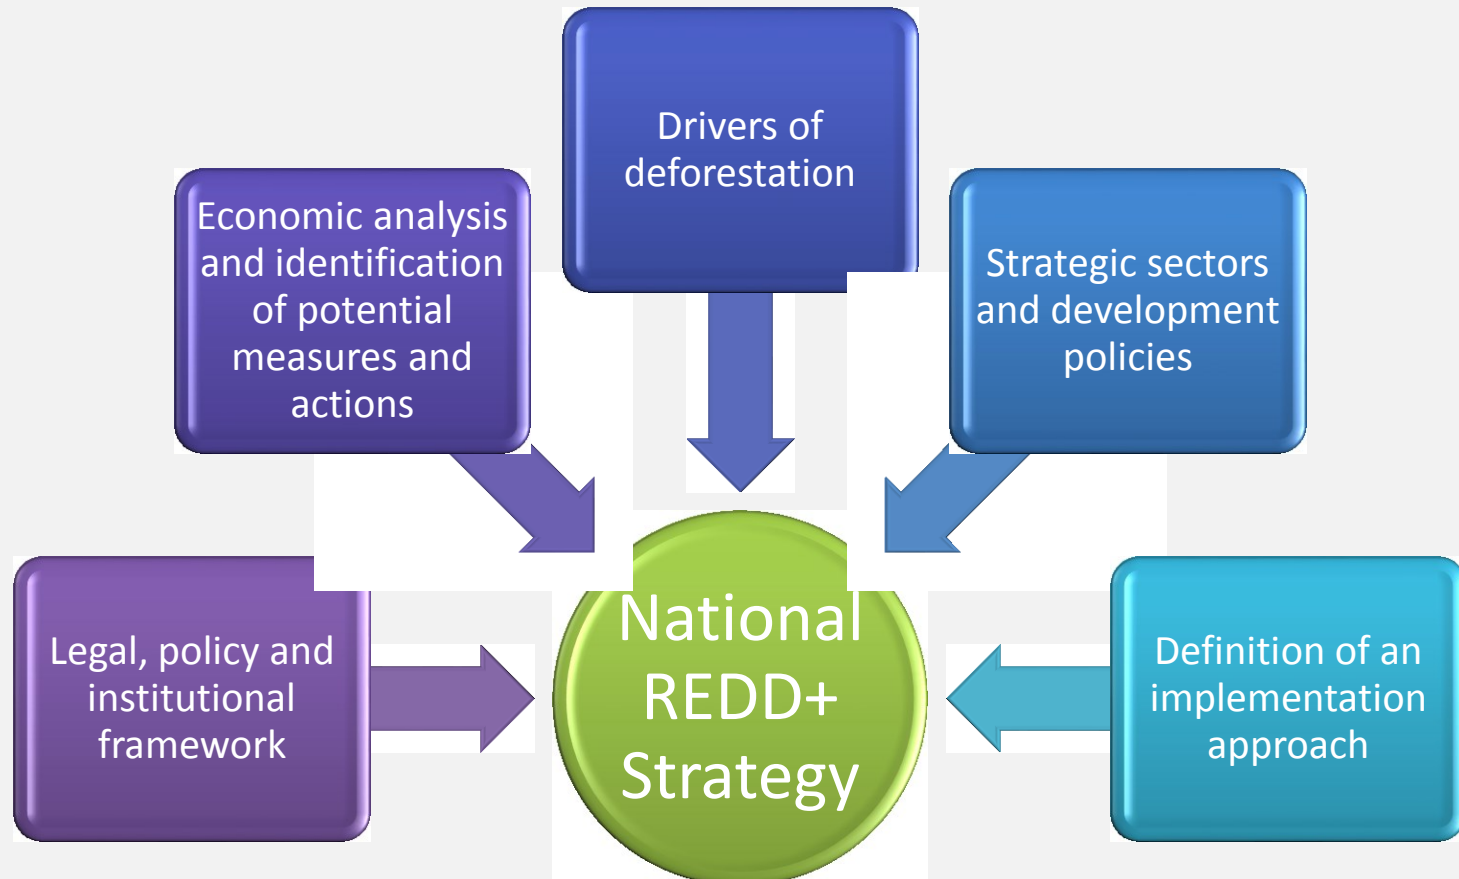 Drivers of
deforestation
Economic analysis
and identification
of potential
measures and
actions
Strategic sectors
and development
policies
Legal, policy and
institutional
framework
National
REDD+
Strategy
Definition of an
implementation
approach